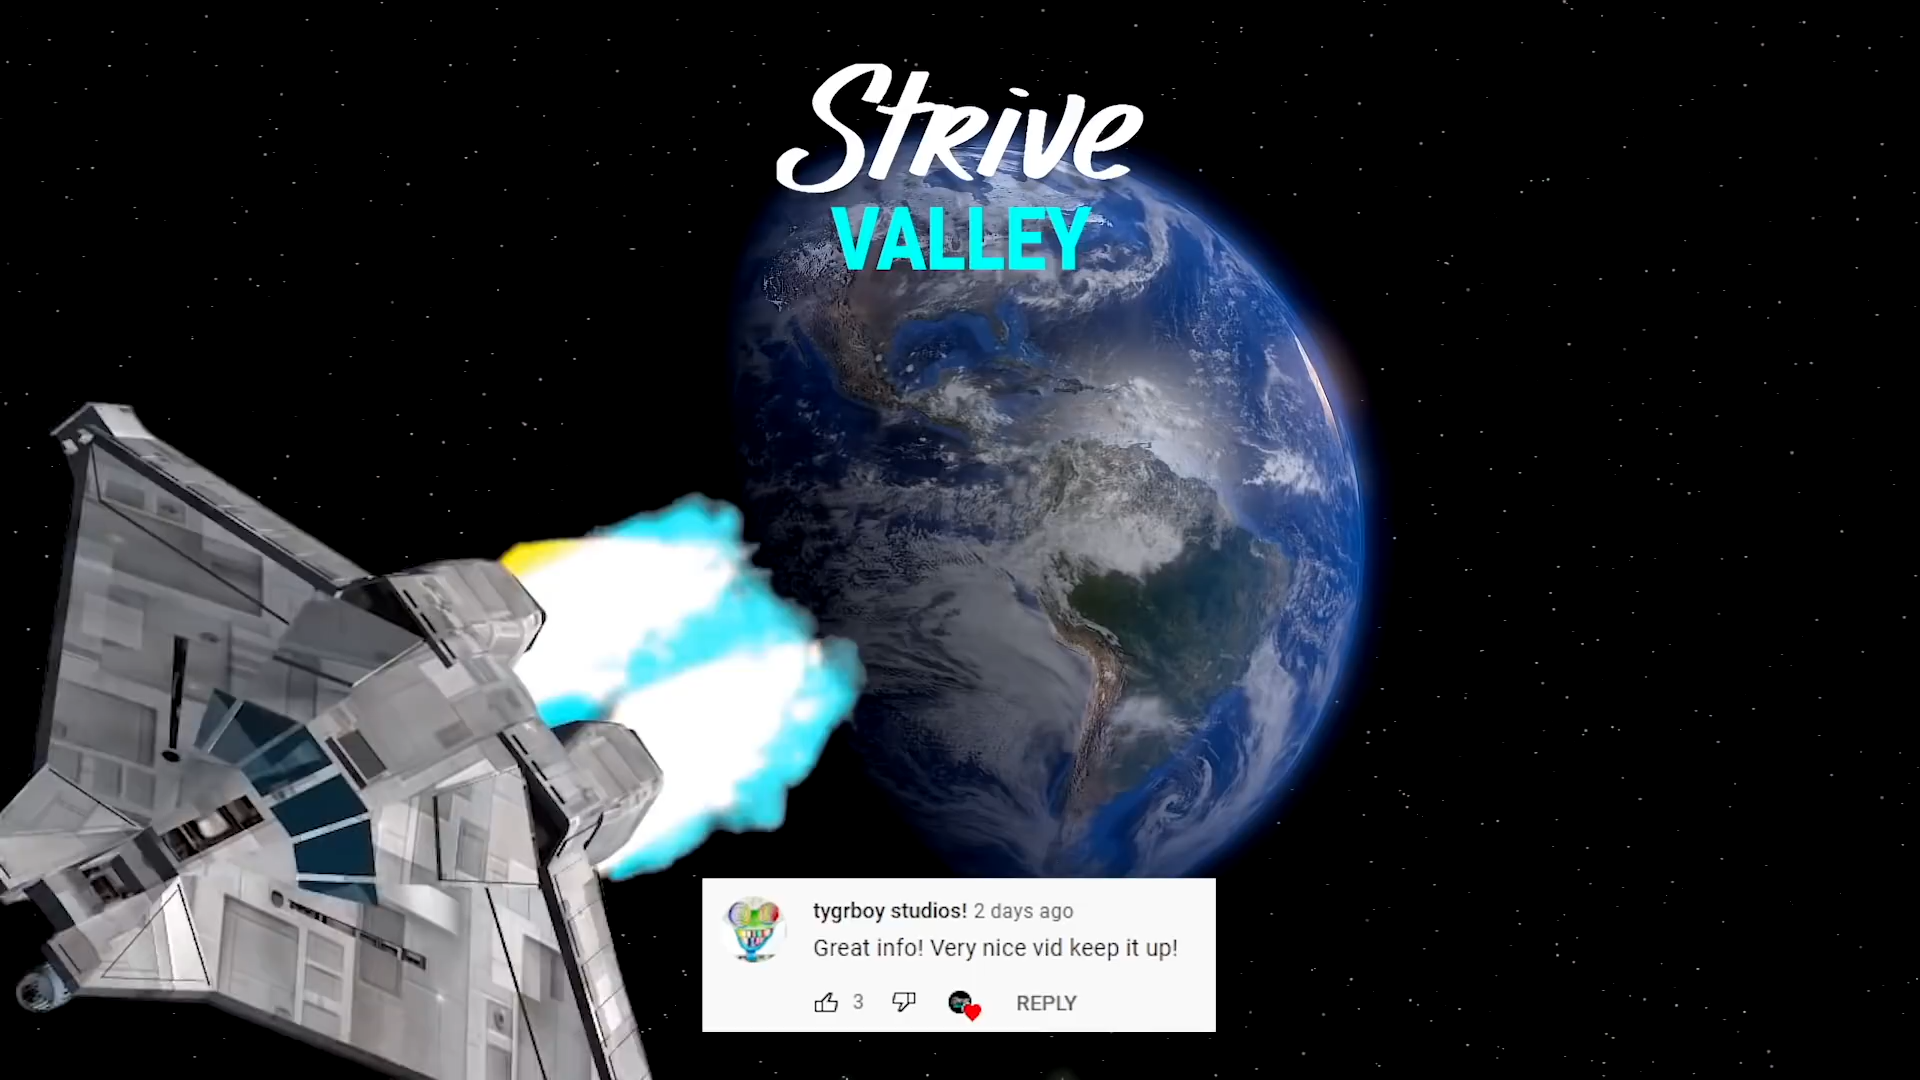 Strive
VALLEY
tygrboy studios! 2 days ago
Great info! Very nice vid keep it up!
3
REPLY